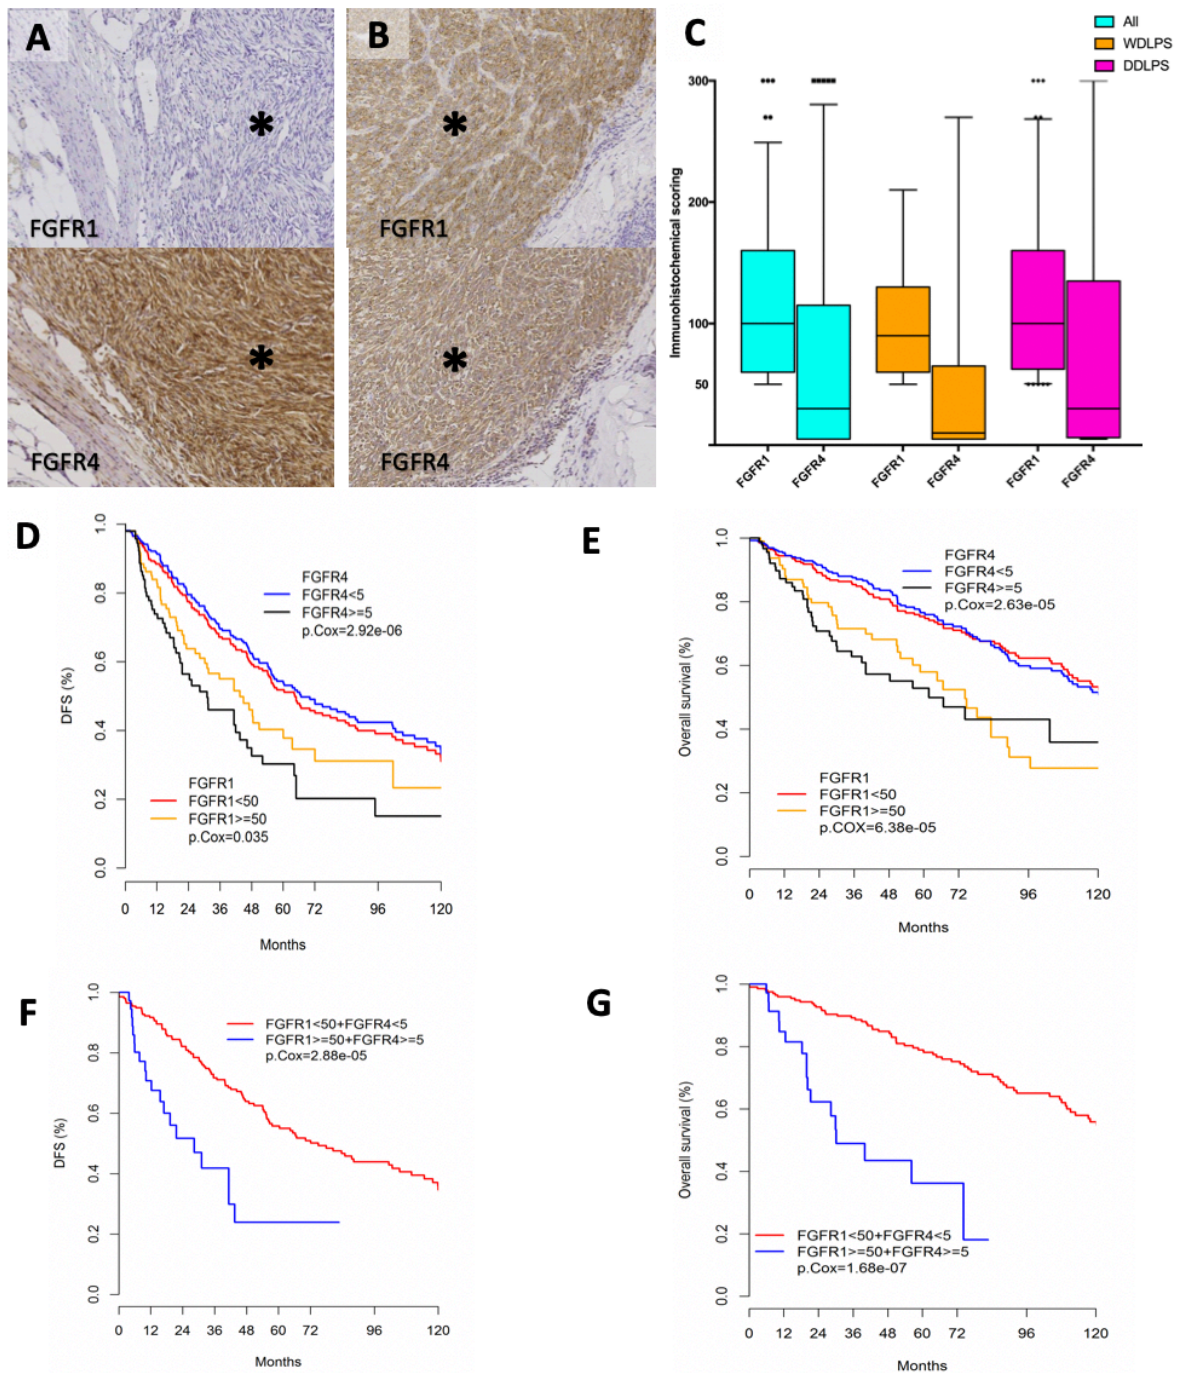 A
FGFR1
FGFR4
B
FGFR1
FGFR4
C
All
WDLPS
DDLPS
Immunohistochemical scoring
300
200
100
50
FGFR1
FGFR4
FGFR1
FGFR4
FGFR1
FGFR4
D
DFS (%)
1.0
0.8
0.6
0.4
0.2
0.0
FGFR4
FGFR4<5
FGFR4>=5
p.Cox=2.92e-06
FGFR1
FGFR1<50
FGFR1>=50
p.Cox=0.035
0 12 24 36 48 60 72 96 120
Months
E
Overall survival (%)
1.0
0.8
0.6
0.4
0.2
0.0
FGFR4
FGFR4<5
FGFR4>=5
p.Cox=2.63e-05
FGFR1
FGFR1<50
FGFR1>=50
p.COX=6.38e-05
0 12 24 36 48 60 72 96 120
Months
F
DFS (%)
1.0
0.8
0.6
0.4
0.2
0.0
FGFR1<50+FGFR4<5
FGFR1>=50+FGFR4>=5
p.Cox=2.88e-05
0 12 24 36 48 60 72 96 120
Months
G
Overall survival (%)
1.0
0.8
0.6
0.4
0.2
0.0
FGFR1<50+FGFR4<5
FGFR1>=50+FGFR4>=5
p.Cox=1.68e-07
0 12 24 36 48 60 72 96 120
Months